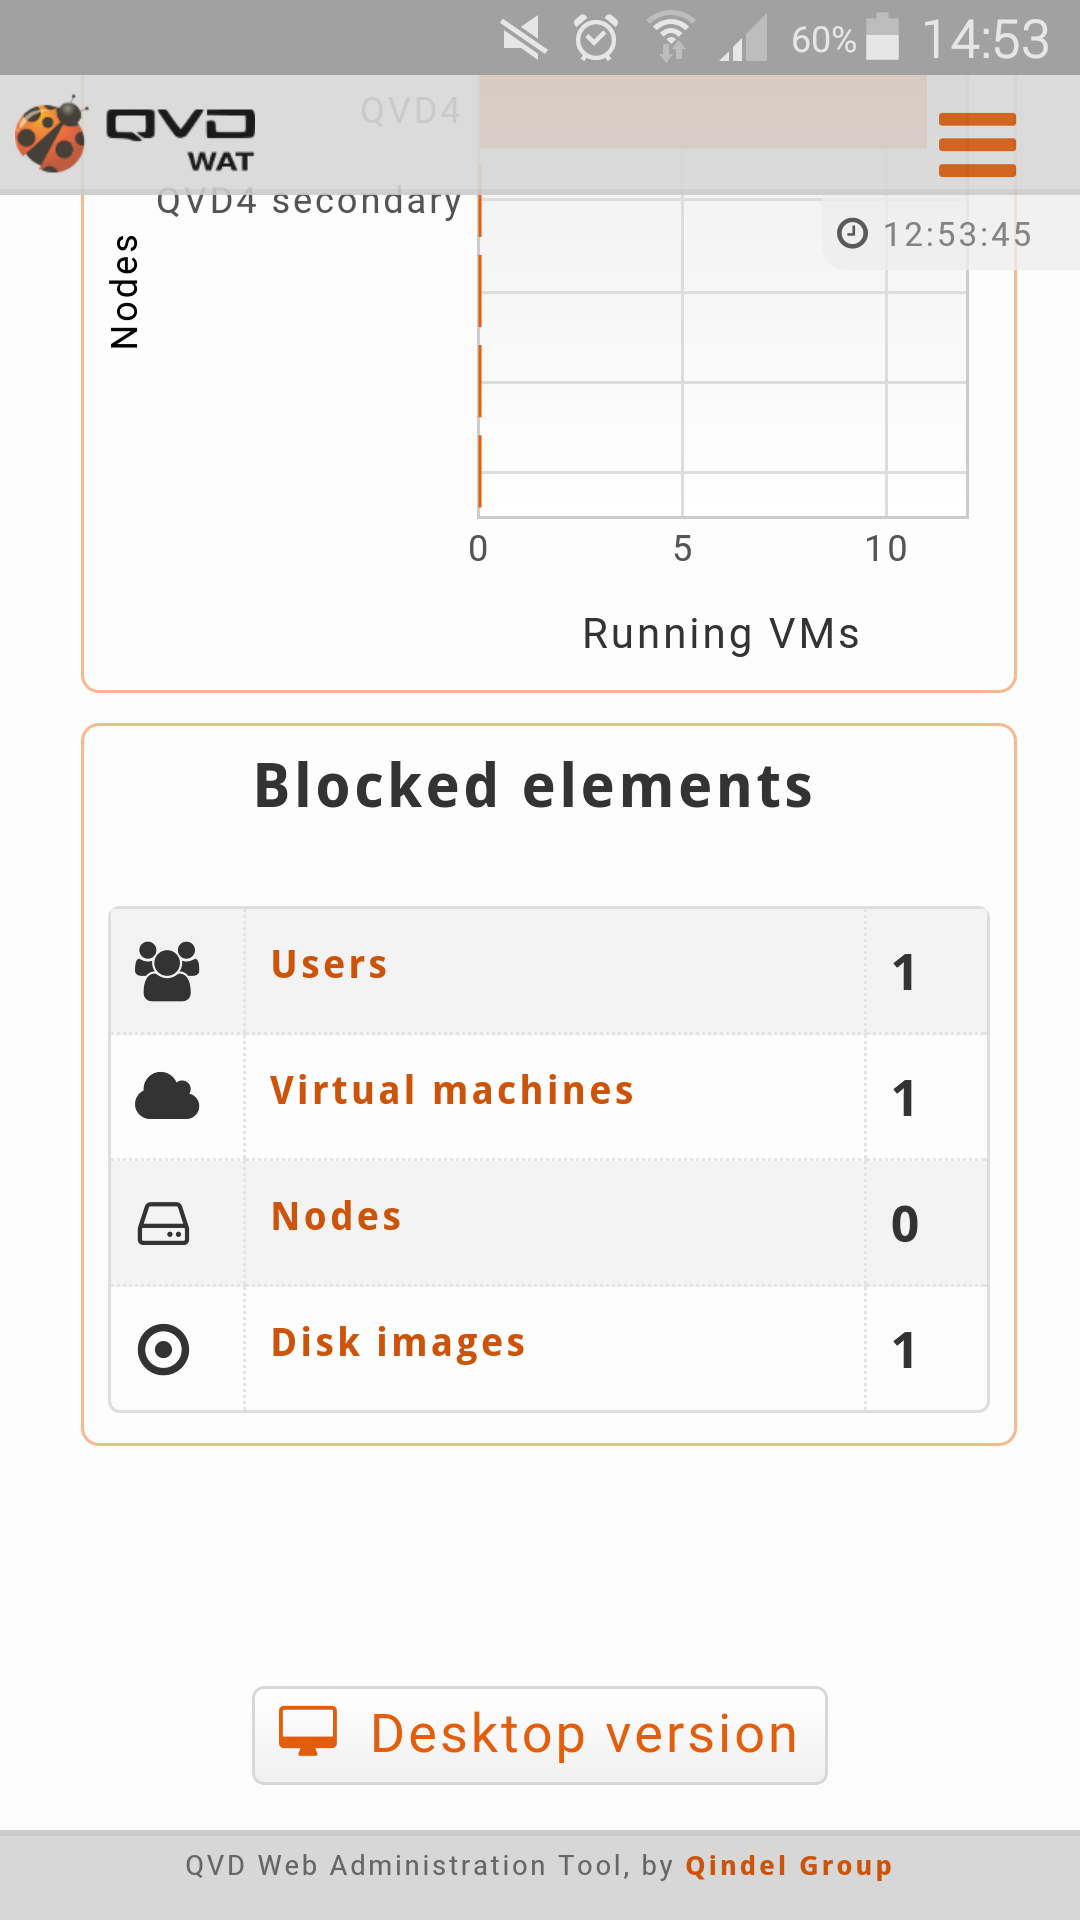 60% 14:53
QVD
WAT
QVD4
QVD4 secondary
12:53:45
Nodes
0 5 10
Running VMs
Blocked elements
Users 1
Virtual machines 1
Nodes 0
Disk images 1
Desktop version
QVD Web Administration Tool, by Qindel Group